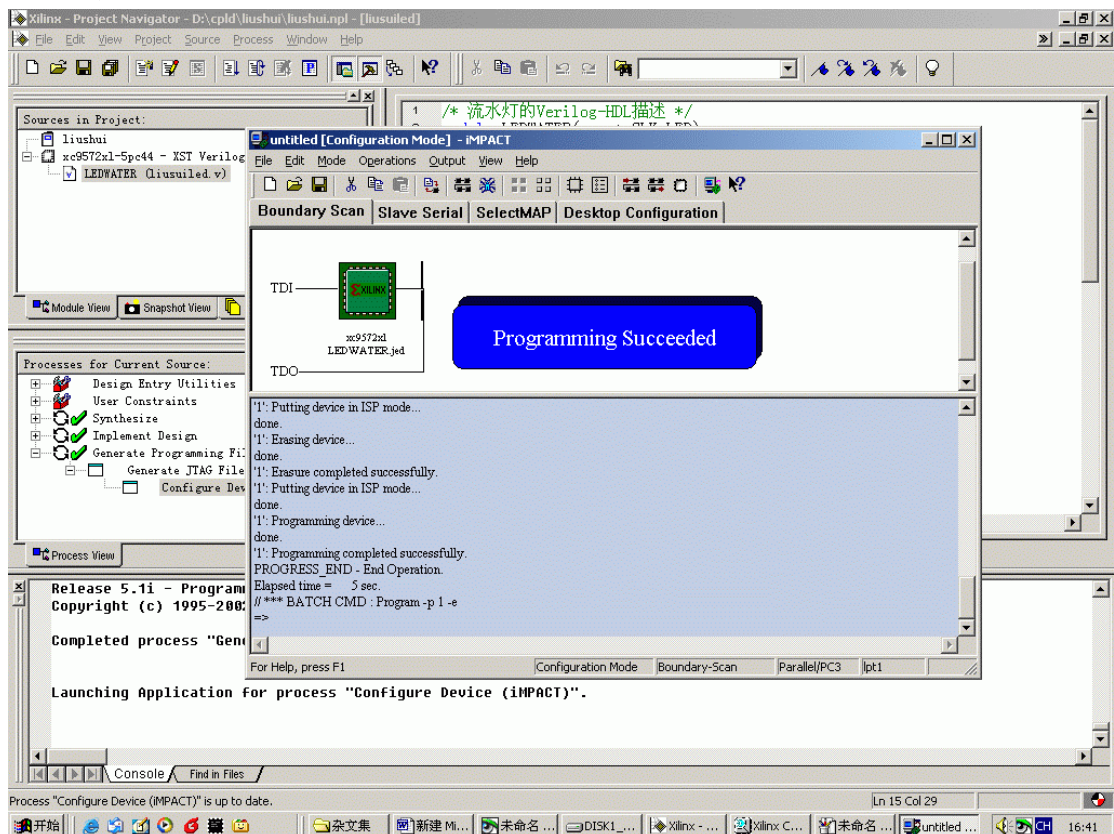 Xilinx - Project Navigator - D:\cpld\liushui\liushui.npl - [liusuiled]
File Edit View Project Source Process Window Help
Sources in Project:
liushui
xc9572xl-5pc44 - XST Verilog
LEDWATER (liusuiled.v)
Module View
Snapshot View
1 /* 流水灯的Verilog-HDL描述 */
untitled [Configuration Mode] - iMPACT
File Edit Mode Operations Output View Help
Boundary Scan Slave Serial SelectMAP Desktop Configuration
TDI
XILINX
xc9572xl
LEDWATER.jed
TDO
Programming Succeeded
'1': Putting device in ISP mode...
done.
'1': Erasing device...
done.
'1': Erasure completed successfully.
'1': Putting device in ISP mode...
done.
'1': Programming device...
done.
'1': Programming completed successfully.
PROGRESS_END - End Operation.
Elapsed time = 5 sec.
// *** BATCH CMD : Program -p 1 -e
=>
For Help, press F1
Configuration Mode
Boundary-Scan
Parallel/PC3
lpt1
Processes for Current Source:
Design Entry Utilities
User Constraints
Synthesize
Implement Design
Generate Programming Fi
Generate JTAG File
Configure Dev
Process View
Release 5.1i - Program
Copyright (c) 1995-2002
Completed process "Gene
Launching Application for process "Configure Device (iMPACT)".
Console
Find in Files
Process "Configure Device (iMPACT)" is up to date.
Ln 15 Col 29
开始
杂文集
新建 Mi...
未命名 ...
DISK1_...
Xilinx - ...
Xilinx C...
未命名 ...
untitled ...
CH
16:41